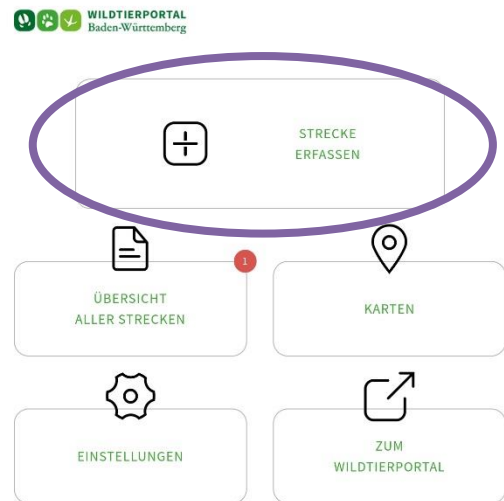 WILDTIERPORTAL
Baden-Württemberg
STRECKE
ERFASSEN
1
ÜBERSICHT
ALLER STRECKEN
KARTEN
EINSTELLUNGEN
ZUM
WILDTIERPORTAL